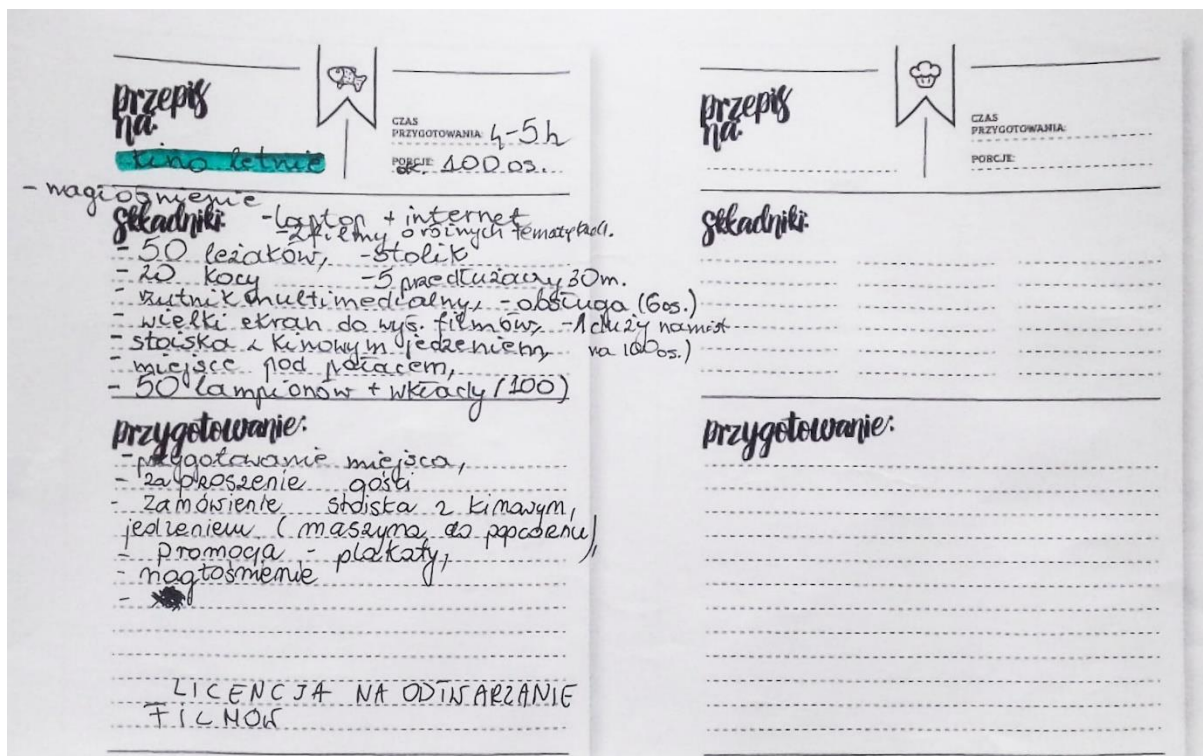 przepis
na:
kino letnie
CZAS
PRZYGOTOWANIA: 4-5h
PORCJE: ok. 100 os.
- nagłośnienie
składniki:
- laptop + internet
- 2 filmy o różnych tematykach.
- 50 leżaków, - stolik
- 20 kocy - 5 przedłużaczy 30m.
- rzutnik multimedialny, - obsługa (6os.)
- wielki ekran do wyś. filmów, - 1 duży namiot
- stoiska z kinowym jedzeniem, na 100os.)
- miejsce pod pałacem,
- 50 lampionów + wkłady (100)
przygotowanie:
- przygotowanie miejsca,
- zaproszenie gości
- zamówienie stoiska z kinowym,
jedzeniem (maszyna do popcornu),
- promocja - plakaty,
- nagłośnienie
-
LICENCJA NA ODTWARZANIE
FILMÓW
przepis
na:
CZAS
PRZYGOTOWANIA:
PORCJE:
składniki:
przygotowanie: